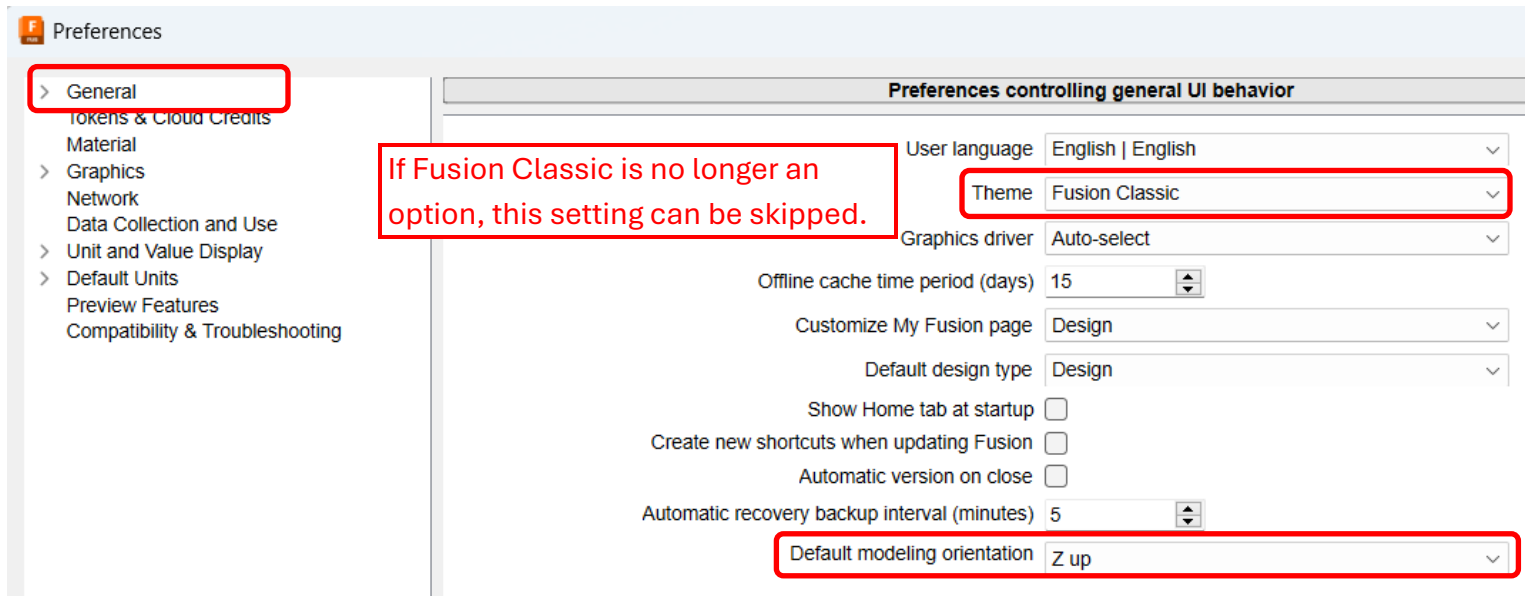 Preferences
General
Tokens & Cloud Credits
Material
Graphics
Network
Data Collection and Use
Unit and Value Display
Default Units
Preview Features
Compatibility & Troubleshooting
Preferences controlling general UI behavior
User language English | English
If Fusion Classic is no longer an
option, this setting can be skipped.
Theme Fusion Classic
Graphics driver Auto-select
Offline cache time period (days) 15
Customize My Fusion page Design
Default design type Design
Show Home tab at startup
Create new shortcuts when updating Fusion
Automatic version on close
Automatic recovery backup interval (minutes) 5
Default modeling orientation Z up